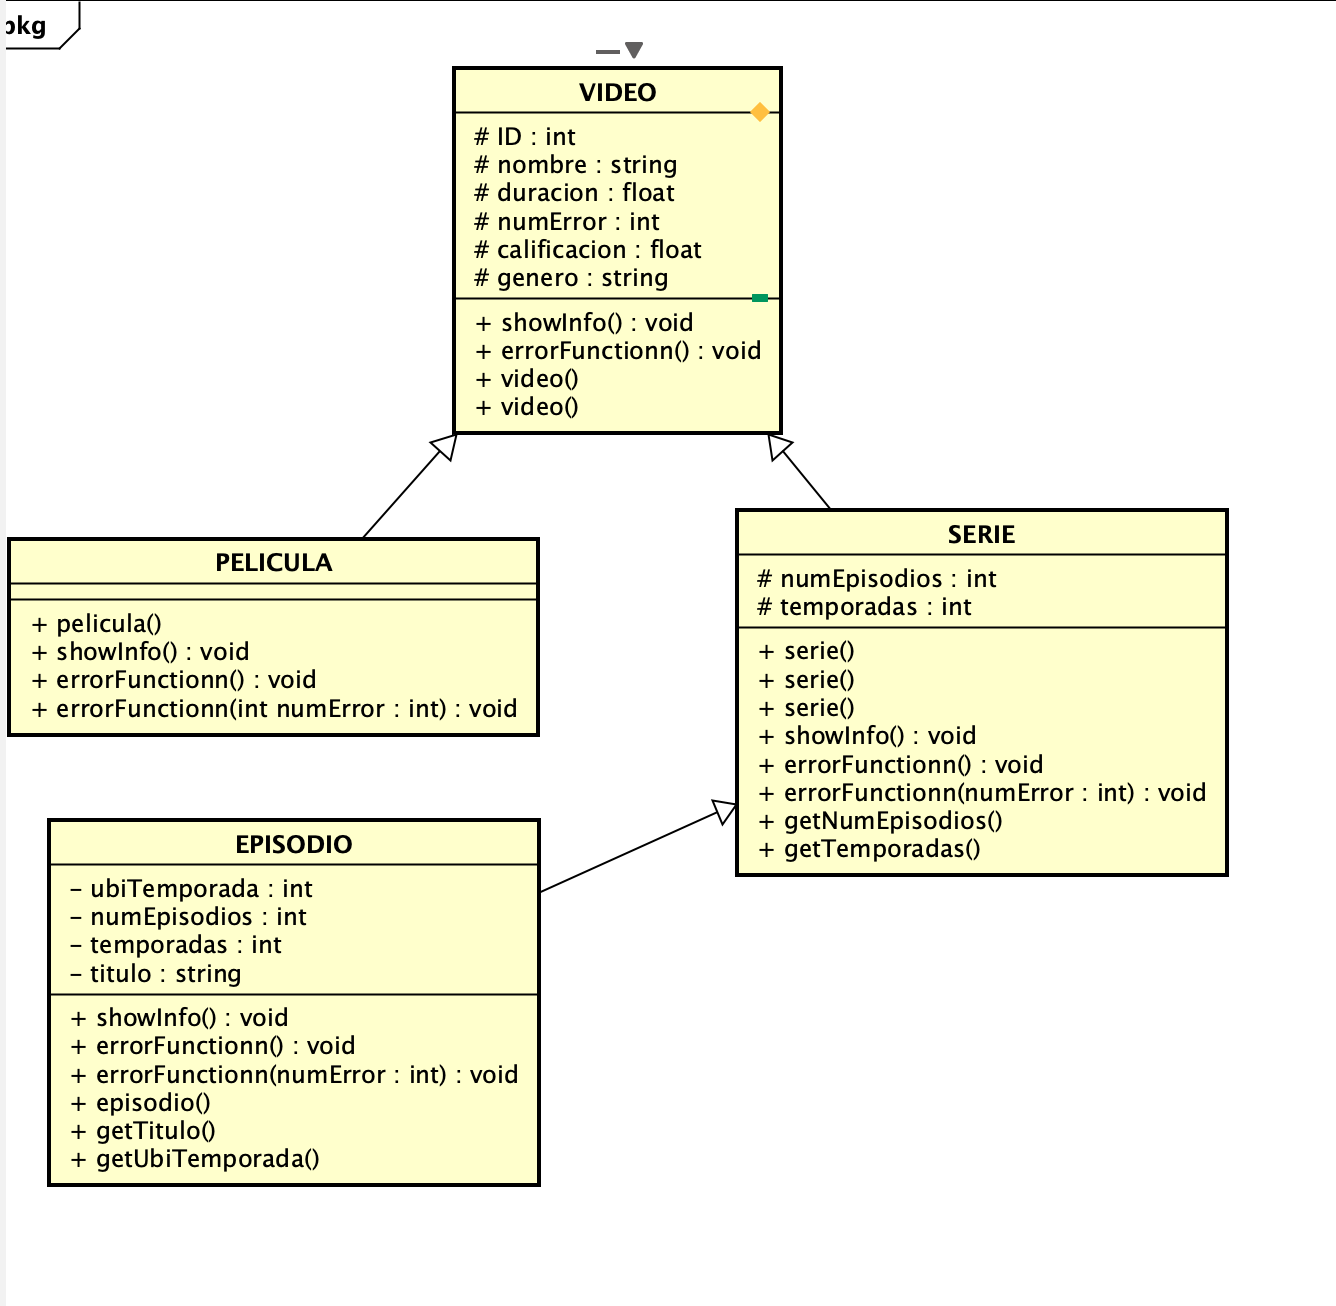 pkg
VIDEO
# ID : int
# nombre : string
# duracion : float
# numError : int
# calificacion : float
# genero : string
+ showInfo() : void
+ errorFunctionn() : void
+ video()
+ video()
PELICULA
+ pelicula()
+ showInfo() : void
+ errorFunctionn() : void
+ errorFunctionn(int numError : int) : void
SERIE
# numEpisodios : int
# temporadas : int
+ serie()
+ serie()
+ serie()
+ showInfo() : void
+ errorFunctionn() : void
+ errorFunctionn(numError : int) : void
+ getNumEpisodios()
+ getTemporadas()
EPISODIO
- ubiTemporada : int
- numEpisodios : int
- temporadas : int
- titulo : string
+ showInfo() : void
+ errorFunctionn() : void
+ errorFunctionn(numError : int) : void
+ episodio()
+ getTitulo()
+ getUbiTemporada()